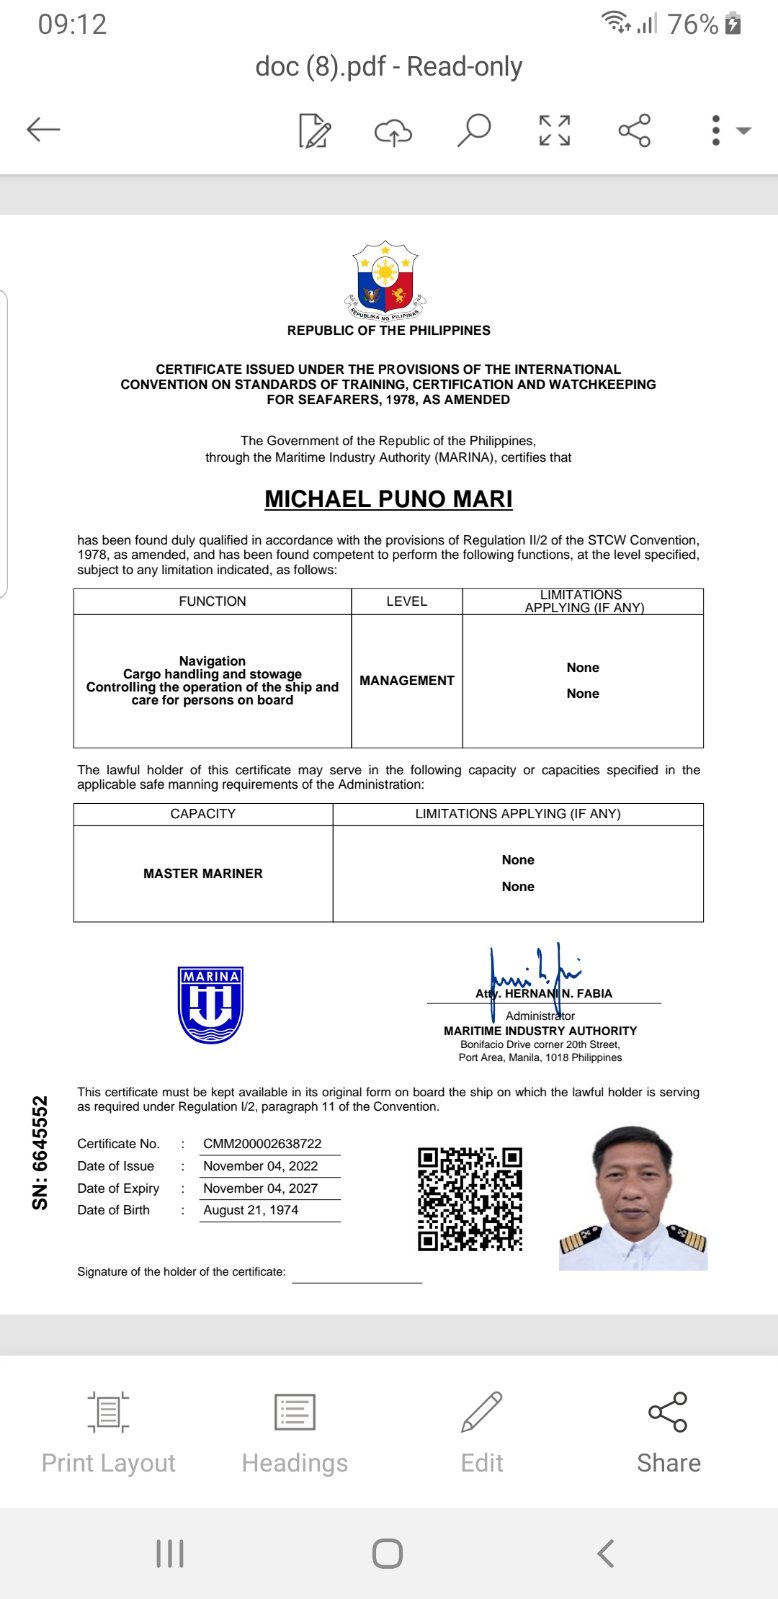 09:12
76%
doc (8).pdf - Read-only
REPUBLIKA NG PILIPINAS
REPUBLIC OF THE PHILIPPINES
CERTIFICATE ISSUED UNDER THE PROVISIONS OF THE INTERNATIONAL
CONVENTION ON STANDARDS OF TRAINING, CERTIFICATION AND WATCHKEEPING
FOR SEAFARERS, 1978, AS AMENDED
The Government of the Republic of the Philippines,
through the Maritime Industry Authority (MARINA), certifies that
MICHAEL PUNO MARI
has been found duly qualified in accordance with the provisions of Regulation II/2 of the STCW Convention,
1978, as amended, and has been found competent to perform the following functions, at the level specified,
subject to any limitation indicated, as follows:
FUNCTION LEVEL LIMITATIONS APPLYING (IF ANY)
Navigation
Cargo handling and stowage
Controlling the operation of the ship and
care for persons on board
MANAGEMENT
None
None
The lawful holder of this certificate may serve in the following capacity or capacities specified in the
applicable safe manning requirements of the Administration:
CAPACITY LIMITATIONS APPLYING (IF ANY)
MASTER MARINER
None
None
MARINA
Atty. HERNANI N. FABIA
Administrator
MARITIME INDUSTRY AUTHORITY
Bonifacio Drive corner 20th Street,
Port Area, Manila, 1018 Philippines
This certificate must be kept available in its original form on board the ship on which the lawful holder is serving
as required under Regulation I/2, paragraph 11 of the Convention.
SN: 6645552
Certificate No. : CMM200002638722
Date of Issue : November 04, 2022
Date of Expiry : November 04, 2027
Date of Birth : August 21, 1974
Signature of the holder of the certificate:
Print Layout
Headings
Edit
Share